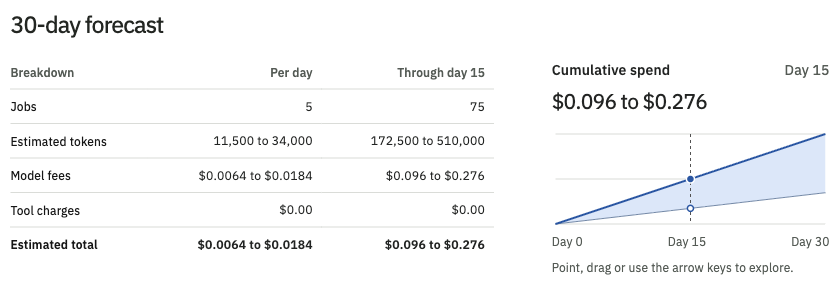 30-day forecast
Breakdown Per day Through day 15
Jobs 5 75
Estimated tokens 11,500 to 34,000 172,500 to 510,000
Model fees $0.0064 to $0.0184 $0.096 to $0.276
Tool charges $0.00 $0.00
Estimated total $0.0064 to $0.0184 $0.096 to $0.276
Cumulative spend Day 15
$0.096 to $0.276
Day 0 Day 15 Day 30
Point, drag or use the arrow keys to explore.